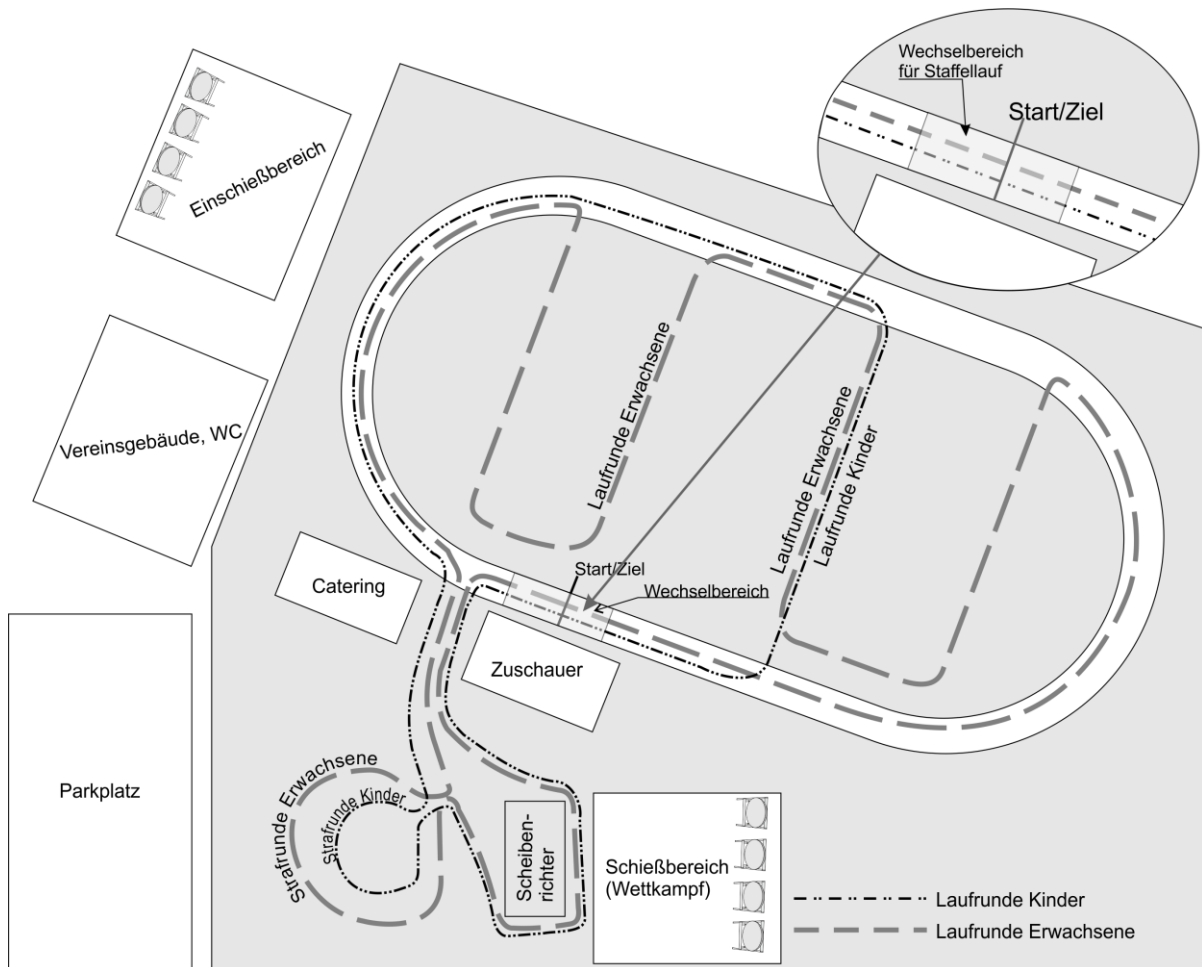 Wechselbereich
für Staffellauf
Start/Ziel
Einschießbereich
Laufrunde Erwachsene
Laufrunde Erwachsene
Laufrunde Kinder
Vereinsgebäude, WC
Catering
Start/Ziel
Wechselbereich
Zuschauer
Parkplatz
Strafrunde Erwachsene
Strafrunde Kinder
Scheiben-
richter
Schießbereich
(Wettkampf)
Laufrunde Kinder
Laufrunde Erwachsene